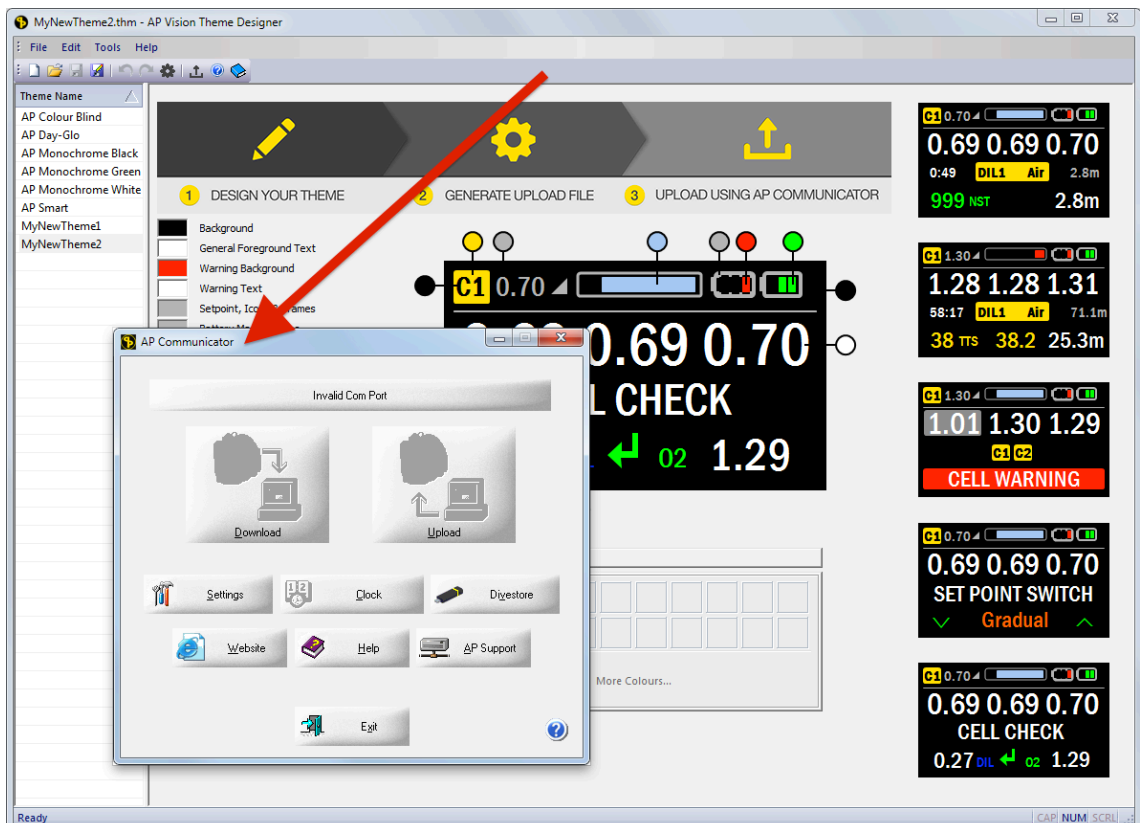 MyNewTheme2.thm - AP Vision Theme Designer
File Edit Tools Help
Theme Name
AP Colour Blind
AP Day-Glo
AP Monochrome Black
AP Monochrome Green
AP Monochrome White
AP Smart
MyNewTheme1
MyNewTheme2
1 DESIGN YOUR THEME
2 GENERATE UPLOAD FILE
3 UPLOAD USING AP COMMUNICATOR
Background
General Foreground Text
Warning Background
Warning Text
Setpoint,
C1 0.70
0.69 0.70
CHECK
02 1.29
More Colours...
AP Communicator
Invalid Com Port
Download Upload
Settings Clock Divestore
Website Help AP Support
Exit
C1 0.70
0.69 0.69 0.70
0:49 DIL1 Air 2.8m
999 NST 2.8m
C1 1.30
1.28 1.28 1.31
58:17 DIL1 Air 71.1m
38 TTS 38.2 25.3m
C1 1.30
1.01 1.30 1.29
C1 C2
CELL WARNING
C1 0.70
0.69 0.69 0.70
SET POINT SWITCH
Gradual
C1 0.70
0.69 0.69 0.70
CELL CHECK
0.27 DIL 02 1.29
Ready
CAP NUM SCRL